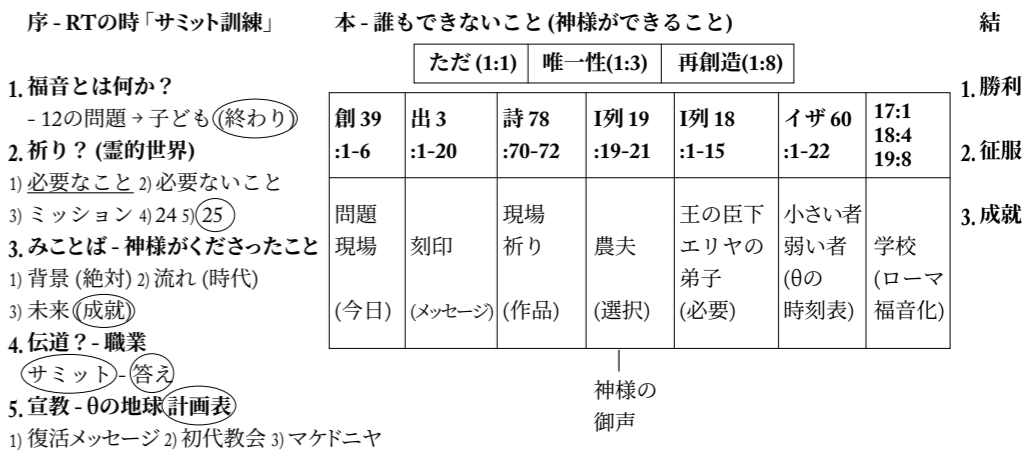 序 - RTの時「サミット訓練」
1. 福音とは何か？
- 12の問題 → 子ども (終わり)
2. 祈り？ (霊的世界)
1) 必要なこと 2) 必要ないこと
3) ミッション 4) 24 5) 25
3. みことば - 神様がくださったこと
1) 背景 (絶対) 2) 流れ (時代)
3) 未来 (成就)
4. 伝道？- 職業
サミット - 答え
5. 宣教 - θの地球 計画表
1) 復活メッセージ 2) 初代教会 3) マケドニヤ
本 - 誰もできないこと (神様ができること)
ただ (1:1) 唯一性(1:3) 再創造(1:8)
創 39 :1-6
出 3 :1-20
詩 78 :70-72
I列 19 :19-21
I列 18 :1-15
イザ 60 :1-22
17:1 18:4 19:8
問題 現場 (今日)
刻印 (メッセージ)
現場 祈り (作品)
農夫 (選択)
王の臣下 エリヤの 弟子 (必要)
小さい者 弱い者 (θの 時刻表)
学校 (ローマ 福音化)
神様の
御声
結
1. 勝利
2. 征服
3. 成就